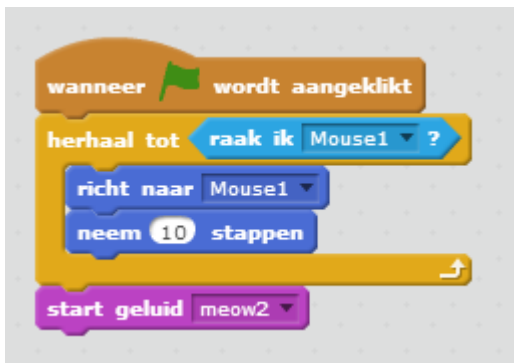 wanneer wordt aangeklikt
herhaal tot raak ik Mouse1 ?
richt naar Mouse1
neem 10 stappen
start geluid meow2